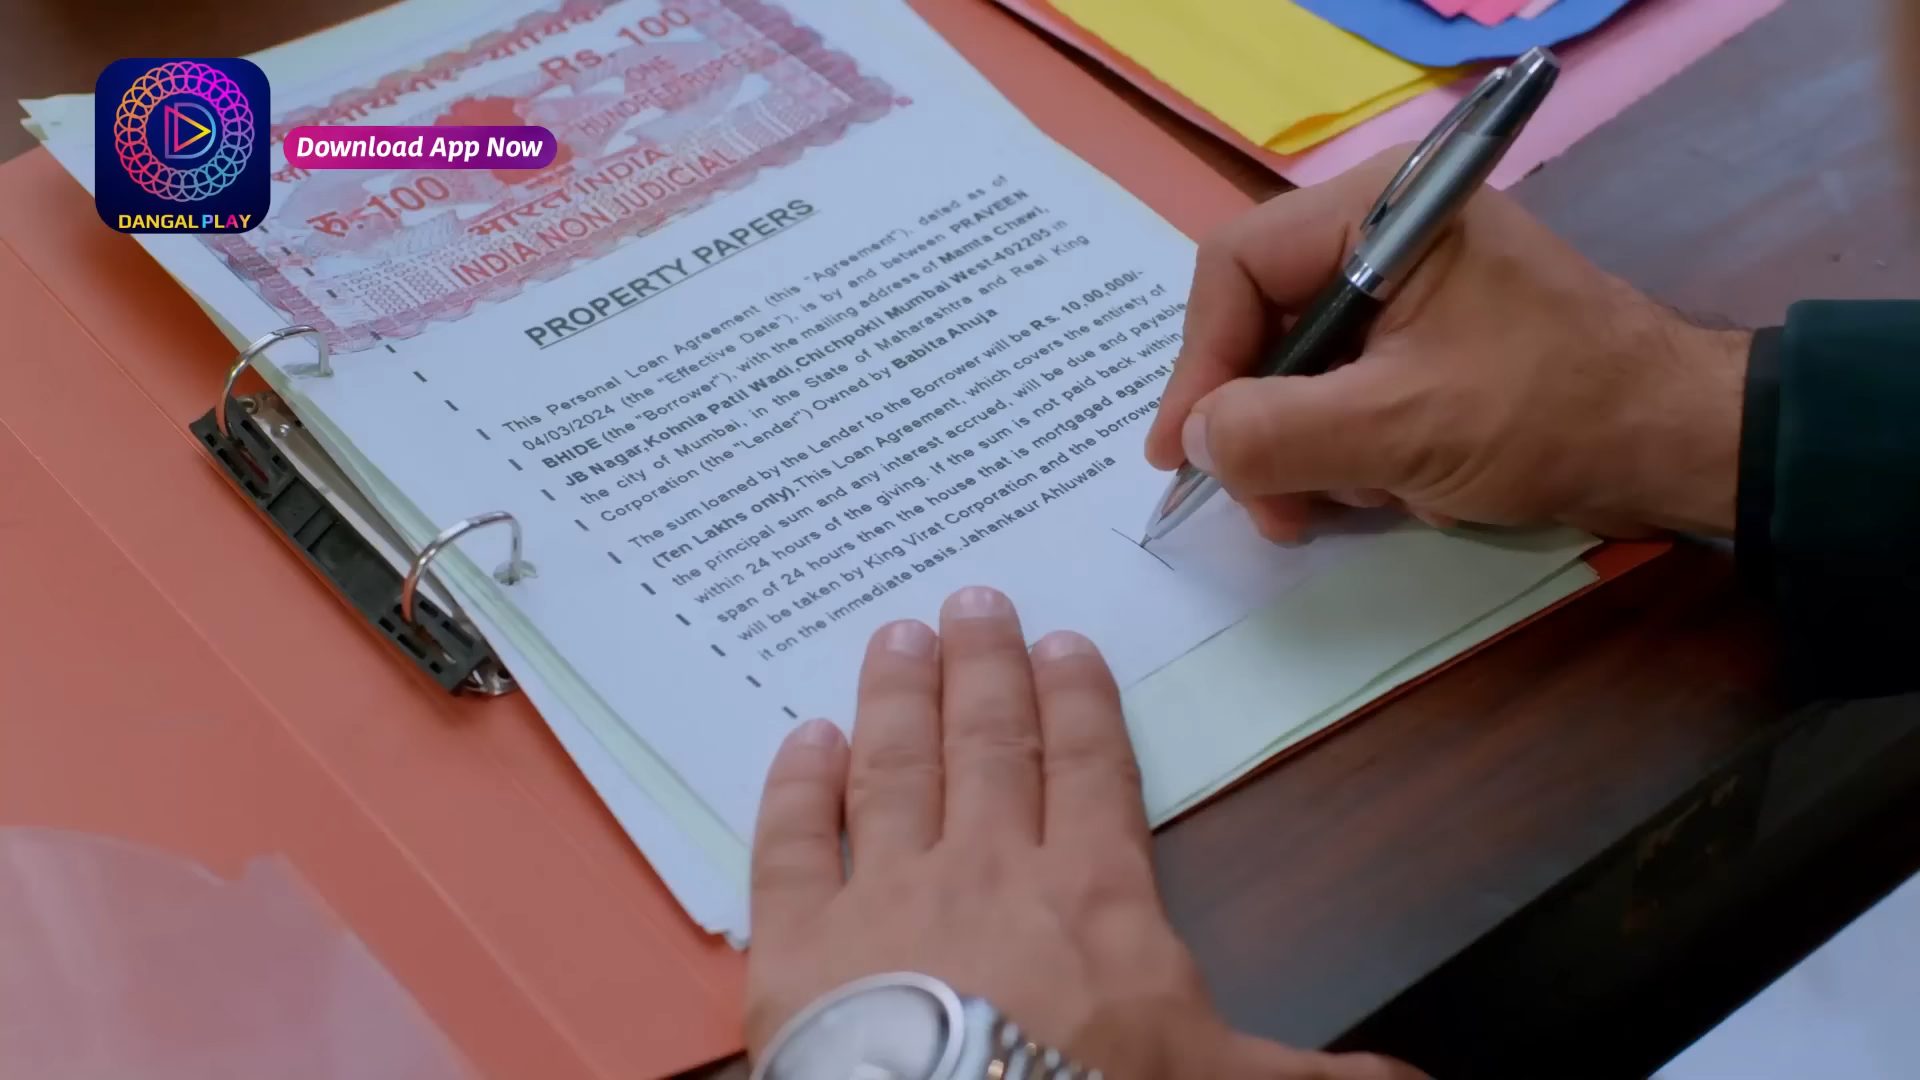 Rs. 100
ONE
HUNDRED RUPEES
रु. 100
भारत INDIA
INDIA NON JUDICIAL
DANGAL PLAY
Download App Now
PROPERTY PAPERS
This Personal Loan Agreement (this "Agreement"), dated as of
04/03/2024 (the "Effective Date"), is by and between PRAVEEN
BHIDE (the "Borrower"), with the mailing address of Mamta Chawl,
JB Nagar,Kohnia Patil Wadi,Chichpokli Mumbai West-402205 in
the city of Mumbai, in the State of Maharashtra and Real King
Corporation (the "Lender") Owned by Babita Ahuja
The sum loaned by the Lender to the Borrower will be Rs. 10,00,000/-
(Ten Lakhs only).This Loan Agreement, which covers the entirety of
the principal sum and any interest accrued, will be due and payable
within 24 hours of the giving. If the sum is not paid back within
span of 24 hours then the house that is mortgaged against
will be taken by King Virat Corporation and the borrower
it on the immediate basis.Jahankaur Ahluwalia